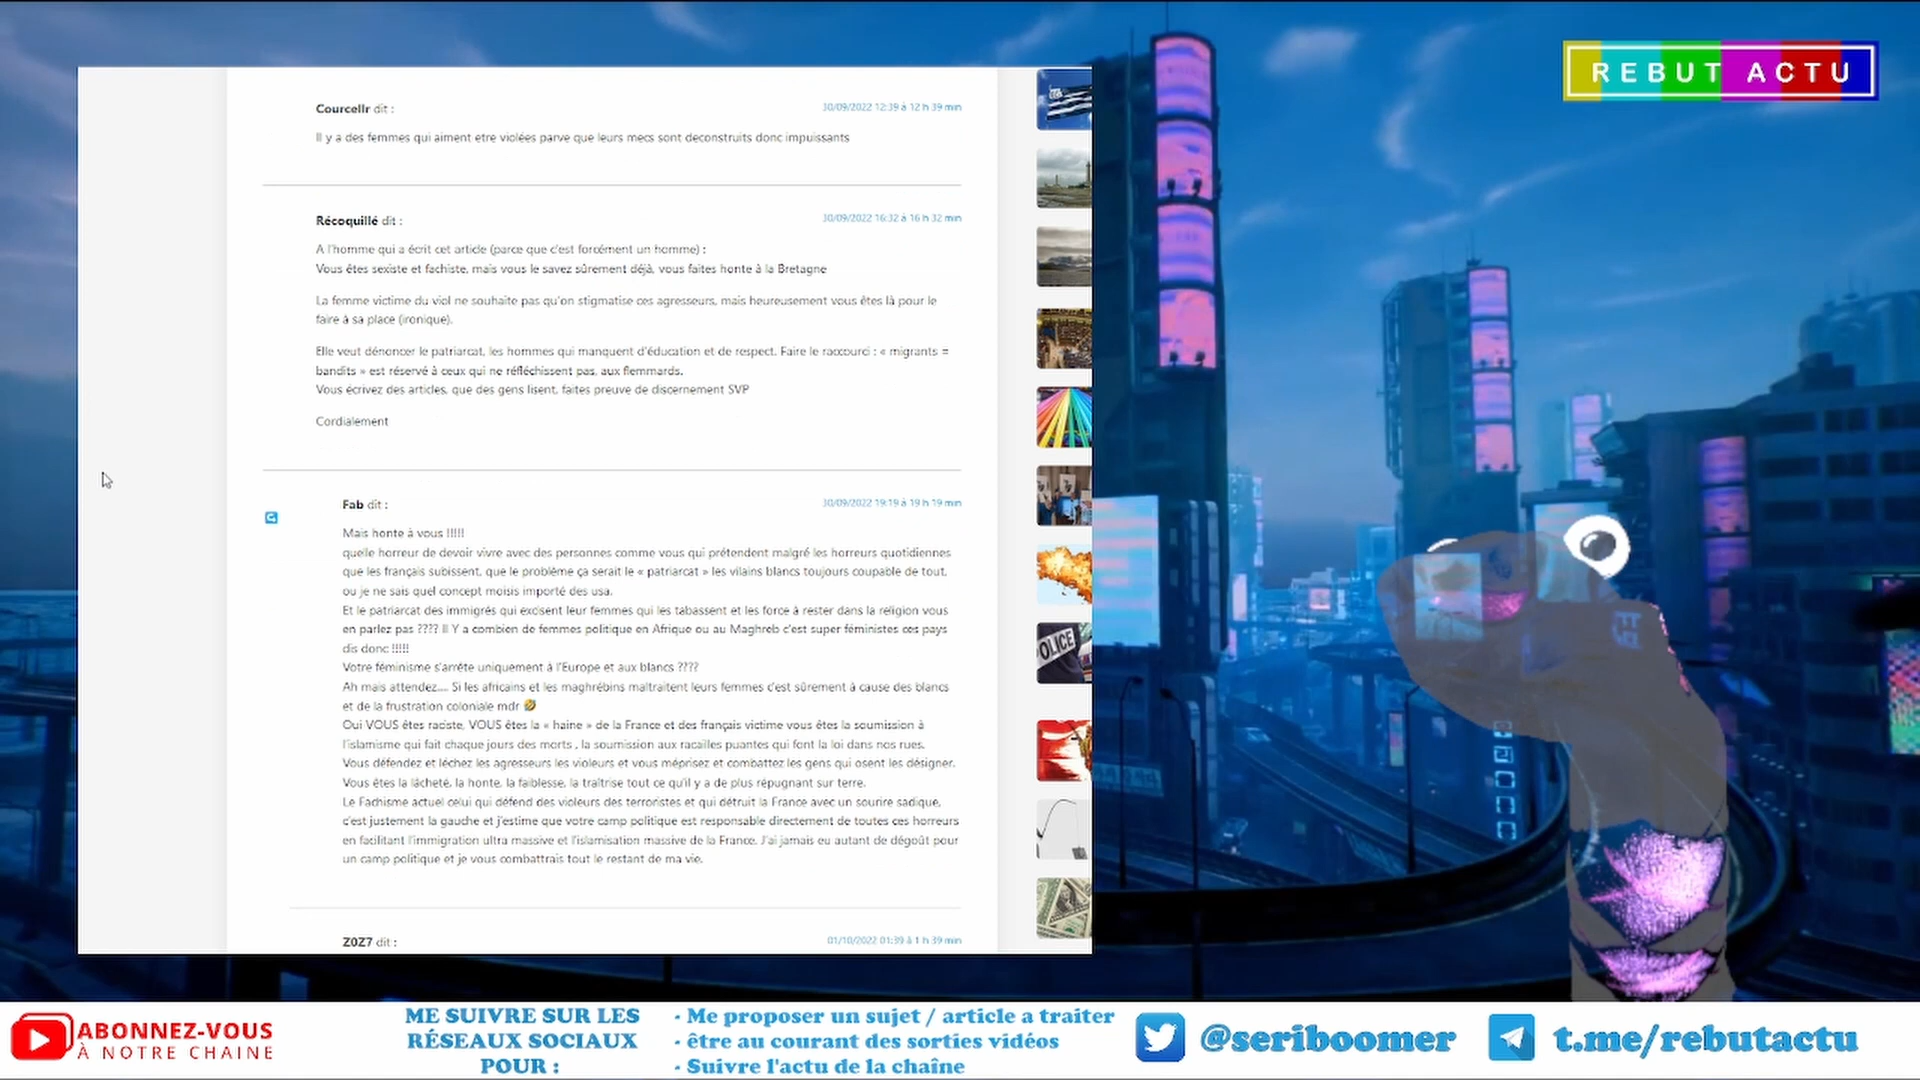 REBUT ACTU
Courcellr dit :
30/09/2022 12:39 à 12 h 39 min
Il y a des femmes qui aiment etre violées parve que leurs mecs sont deconstruits donc impuissants
Récoquillé dit :
30/09/2022 16:32 à 16 h 32 min
A l'homme qui a écrit cet article (parce que c'est forcément un homme) :
Vous êtes sexiste et fachiste, mais vous le savez sûrement déjà, vous faites honte à la Bretagne
La femme victime du viol ne souhaite pas qu'on stigmatise ces agresseurs, mais heureusement vous êtes là pour le
faire à sa place (ironique).
Elle veut dénoncer le patriarcat, les hommes qui manquent d'éducation et de respect. Faire le raccourci : « migrants =
bandits » est réservé à ceux qui ne réfléchissent pas, aux flemmards.
Vous écrivez des articles, que des gens lisent, faites preuve de discernement SVP
Cordialement
Fab dit :
30/09/2022 19:19 à 19 h 19 min
Mais honte à vous !!!!!
quelle horreur de devoir vivre avec des personnes comme vous qui prétendent malgré les horreurs quotidiennes
que les français subissent, que le problème ça serait le « patriarcat » les vilains blancs toujours coupable de tout,
ou je ne sais quel concept moisis importé des usa.
Et le patriarcat des immigrés qui excisent leur femmes qui les tabassent et les force à rester dans la religion vous
en parlez pas ???? Il Y a combien de femmes politique en Afrique ou au Maghreb c'est super féministes ces pays
dis donc !!!!!
Votre féminisme s'arrête uniquement à l'Europe et aux blancs ????
Ah mais attendez.... Si les africains et les maghrébins maltraitent leurs femmes c'est sûrement à cause des blancs
et de la frustration coloniale mdr 🤣
Oui VOUS êtes raciste, VOUS êtes la « haine » de la France et des français victime vous êtes la soumission à
l'islamisme qui fait chaque jours des morts , la soumission aux racailles puantes qui font la loi dans nos rues.
Vous défendez et léchez les agresseurs les violeurs et vous méprisez et combattez les gens qui osent les désigner.
Vous êtes la lâcheté, la honte, la faiblesse, la traîtrise tout ce qu'il y a de plus répugnant sur terre.
Le Fachisme actuel celui qui défend des violeurs des terroristes et qui détruit la France avec un sourire sadique,
c'est justement la gauche et j'estime que votre camp politique est responsable directement de toutes ces horreurs
en facilitant l'immigration ultra massive et l'islamisation massive de la France. J'ai jamais eu autant de dégoût pour
un camp politique et je vous combattrais tout le restant de ma vie.
Z0Z7 dit :
01/10/2022 01:39 à 1 h 39 min
POLICE
ABONNEZ-VOUS
À NOTRE CHAINE
ME SUIVRE SUR LES
RÉSEAUX SOCIAUX
POUR :
- Me proposer un sujet / article a traiter
- être au courant des sorties vidéos
- Suivre l'actu de la chaîne
@seriboomer
t.me/rebutactu